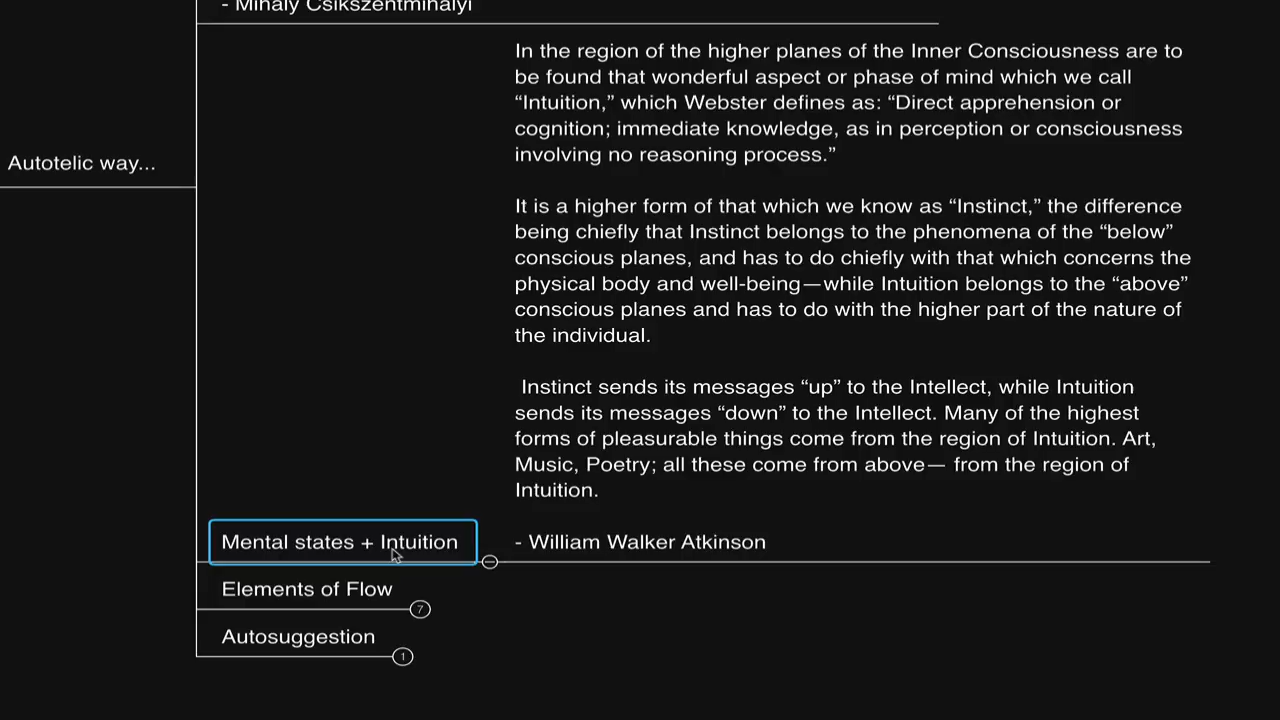 - Mihaly Csikszentmihalyi
In the region of the higher planes of the Inner Consciousness are to
be found that wonderful aspect or phase of mind which we call
“Intuition,” which Webster defines as: “Direct apprehension or
cognition; immediate knowledge, as in perception or consciousness
involving no reasoning process.”
Autotelic way...
It is a higher form of that which we know as “Instinct,” the difference
being chiefly that Instinct belongs to the phenomena of the “below”
conscious planes, and has to do chiefly with that which concerns the
physical body and well-being—while Intuition belongs to the “above”
conscious planes and has to do with the higher part of the nature of
the individual.
Instinct sends its messages “up” to the Intellect, while Intuition
sends its messages “down” to the Intellect. Many of the highest
forms of pleasurable things come from the region of Intuition. Art,
Music, Poetry; all these come from above— from the region of
Intuition.
Mental states + Intuition
- William Walker Atkinson
Elements of Flow
7
Autosuggestion
1